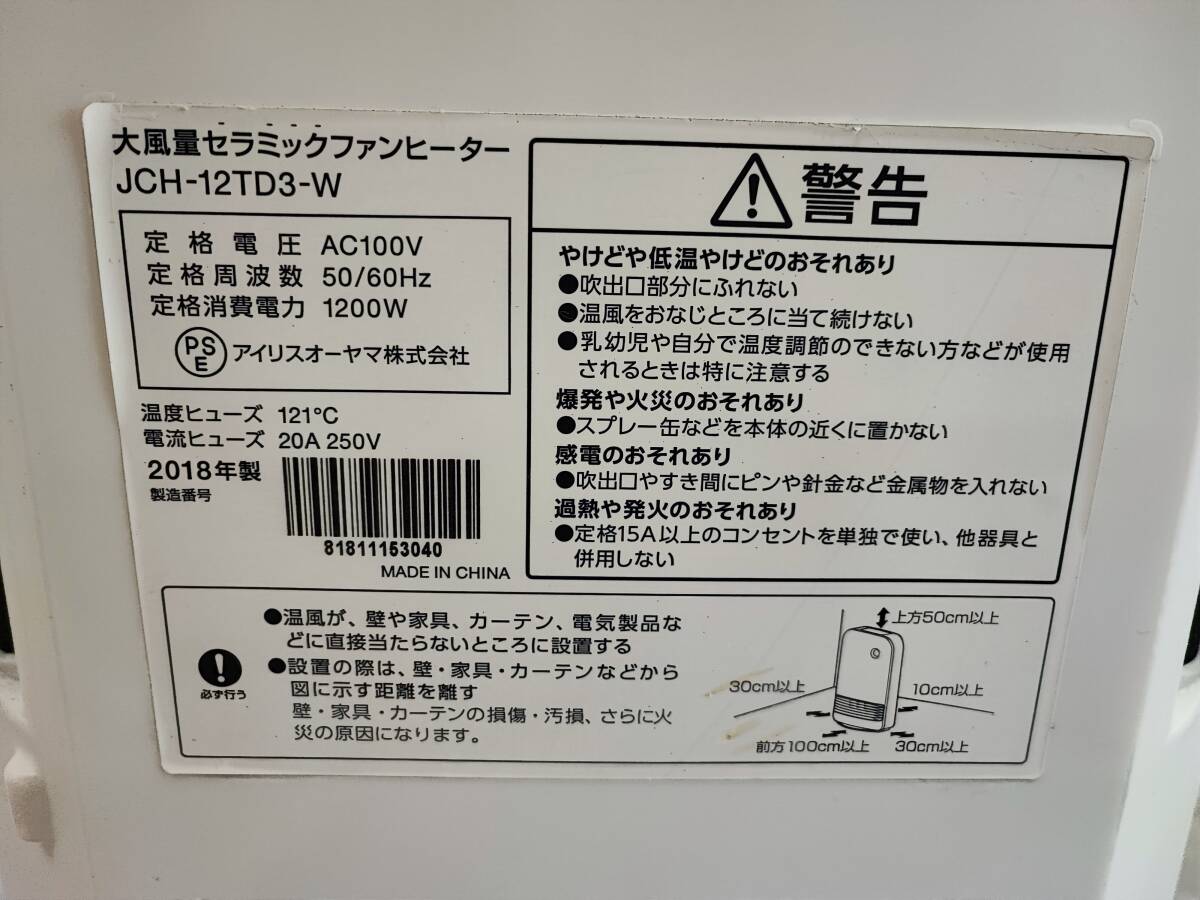 大風量セラミックファンヒーター
JCH-12TD3-W
定格電圧 AC100V
定格周波数 50/60Hz
定格消費電力 1200W
PSE アイリスオーヤマ株式会社
温度ヒューズ 121℃
電流ヒューズ 20A 250V
2018年製
製造番号
81811153040
MADE IN CHINA
警告
やけどや低温やけどのおそれあり
●吹出口部分にふれない
●温風をおなじところに当て続けない
●乳幼児や自分で温度調節のできない方などが使用
されるときは特に注意する
爆発や火災のおそれあり
●スプレー缶などを本体の近くに置かない
感電のおそれあり
●吹出口やすき間にピンや針金など金属物を入れない
過熱や発火のおそれあり
●定格15A以上のコンセントを単独で使い、他器具と
併用しない
必ず行う
●温風が、壁や家具、カーテン、電気製品な
どに直接当たらないところに設置する
●設置の際は、壁・家具・カーテンなどから
図に示す距離を離す
壁・家具・カーテンの損傷・汚損、さらに火
災の原因になります。
上方50cm以上
30cm以上
10cm以上
前方100cm以上
30cm以上